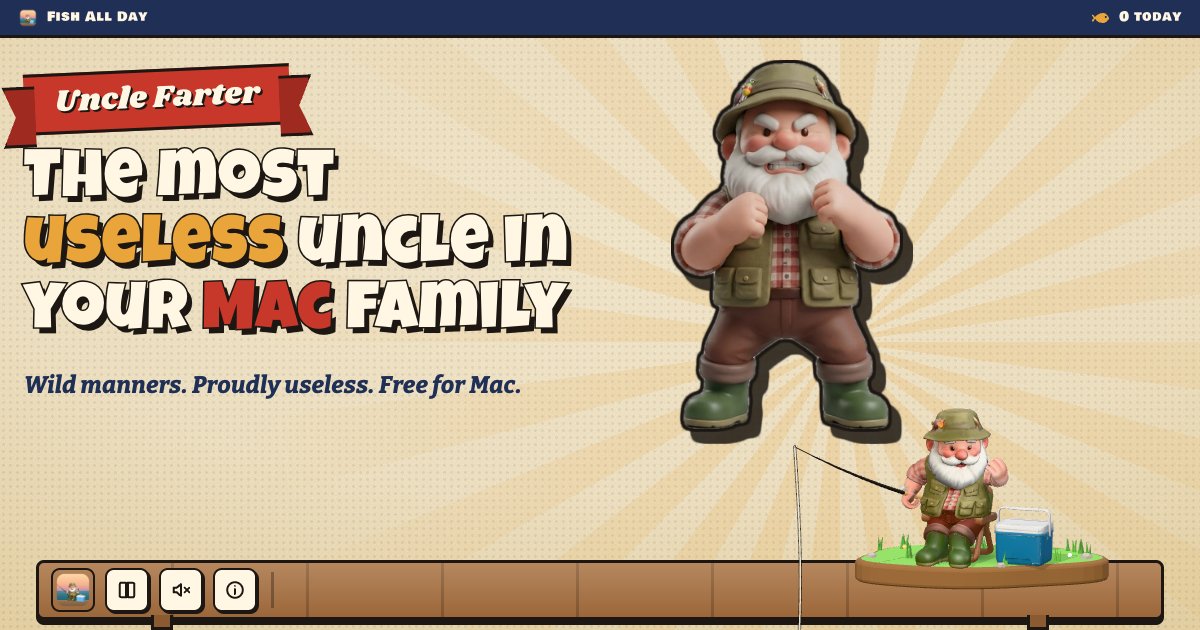 Fish All Day
0 today
Uncle Farter
The most
useless uncle in
your Mac family
Wild manners. Proudly useless. Free for Mac.